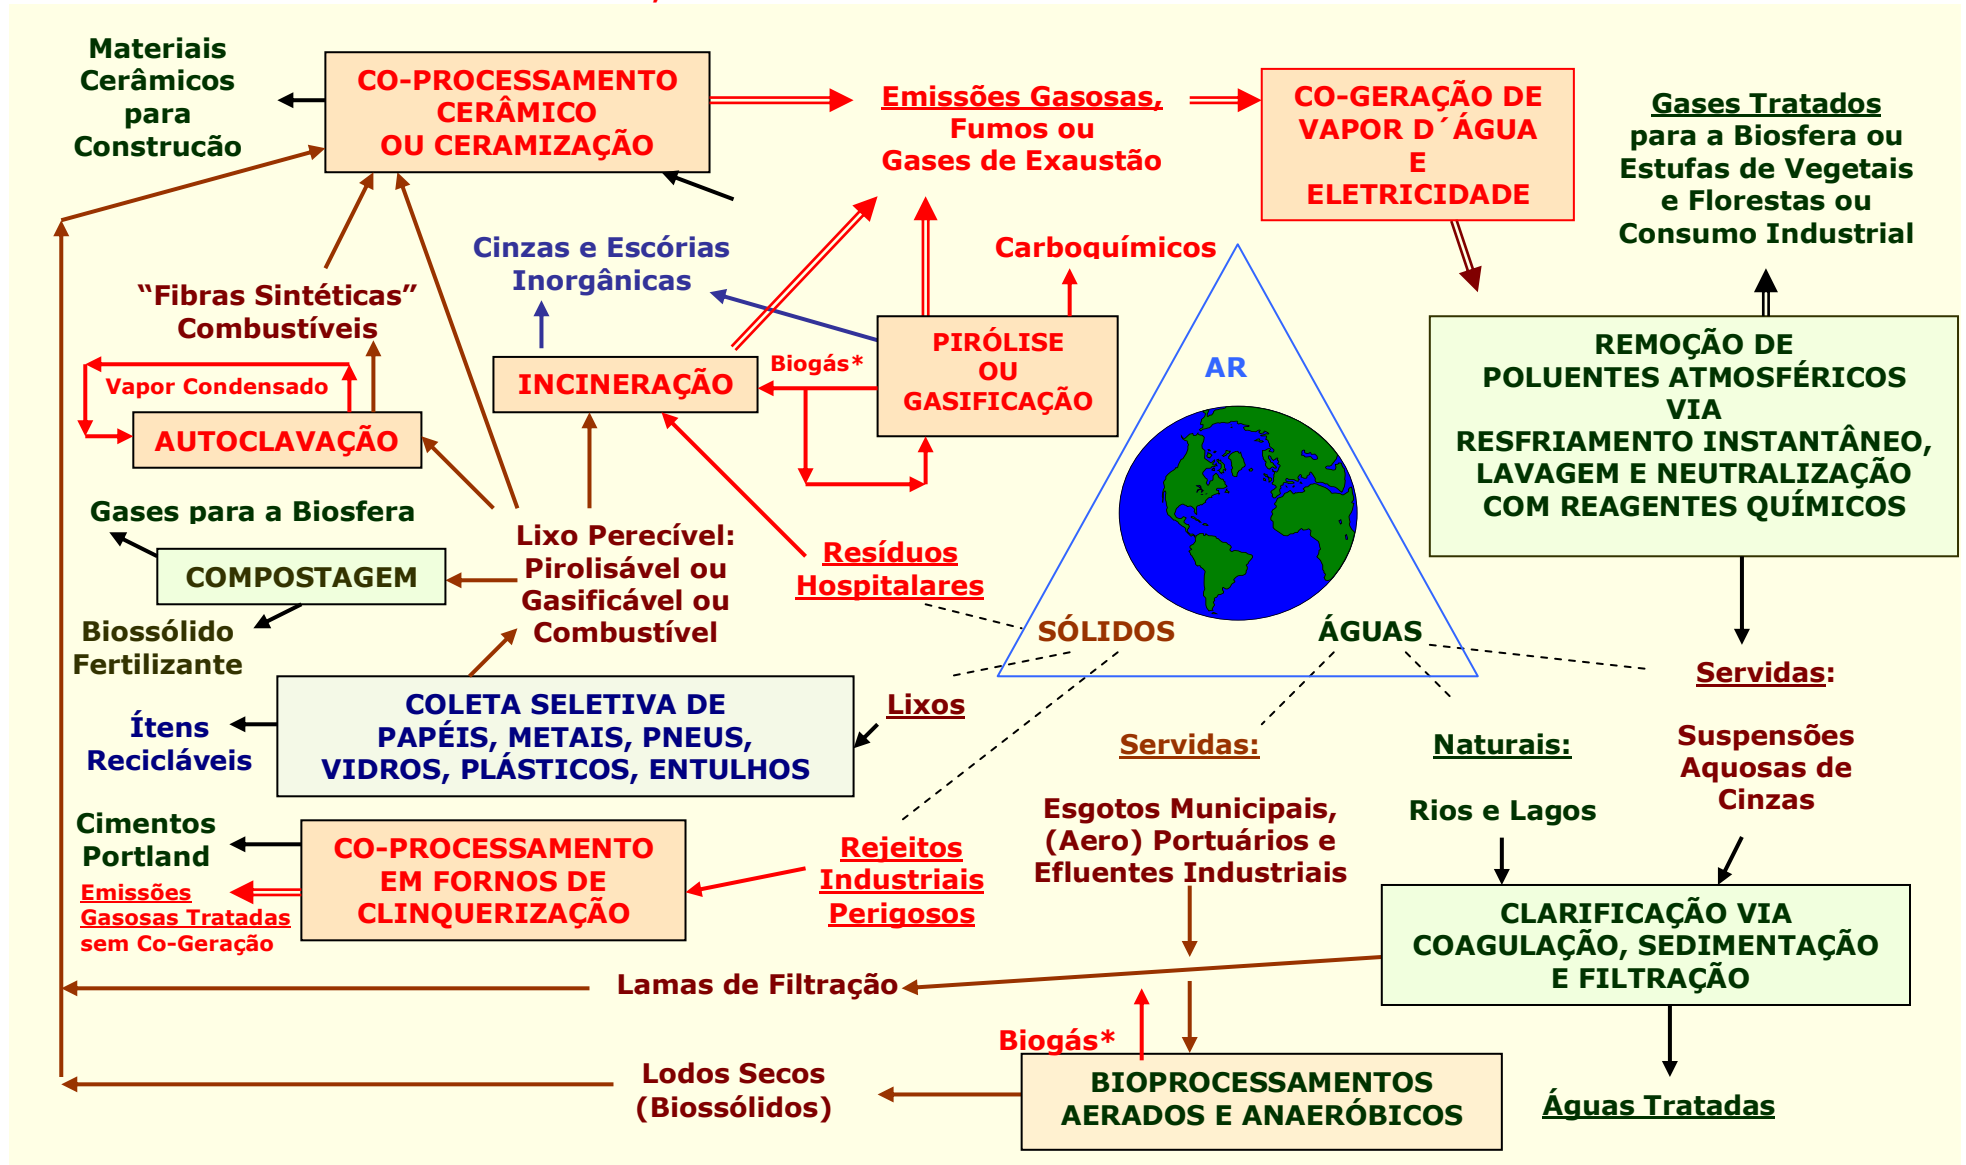 Materiais
Cerâmicos
para
Construcão
CO-PROCESSAMENTO
CERÂMICO
OU CERAMIZAÇÃO
Emissões Gasosas,
Fumos ou
Gases de Exaustão
CO-GERAÇÃO DE
VAPOR D´ÁGUA
E
ELETRICIDADE
Gases Tratados
para a Biosfera ou
Estufas de Vegetais
e Florestas ou
Consumo Industrial
Cinzas e Escórias
Inorgânicas
Carboquímicos
“Fibras Sintéticas”
Combustíveis
Vapor Condensado
AUTOCLAVAÇÃO
INCINERAÇÃO
Biogás*
PIRÓLISE
OU
GASIFICAÇÃO
AR
REMOÇÃO DE
POLUENTES ATMOSFÉRICOS
VIA
RESFRIAMENTO INSTANTÂNEO,
LAVAGEM E NEUTRALIZAÇÃO
COM REAGENTES QUÍMICOS
Gases para a Biosfera
COMPOSTAGEM
Biossólido
Fertilizante
Lixo Perecível:
Pirolisável ou
Gasificável ou
Combustível
Resíduos
Hospitalares
SÓLIDOS
ÁGUAS
Servidas:
Suspensões
Aquosas de
Cinzas
Ítens
Recicláveis
COLETA SELETIVA DE
PAPÉIS, METAIS, PNEUS,
VIDROS, PLÁSTICOS, ENTULHOS
Lixos
Servidas:
Esgotos Municipais,
(Aero) Portuários e
Efluentes Industriais
Naturais:
Rios e Lagos
Cimentos
Portland
Emissões
Gasosas Tratadas
sem Co-Geração
CO-PROCESSAMENTO
EM FORNOS DE
CLINQUERIZAÇÃO
Rejeitos
Industriais
Perigosos
CLARIFICAÇÃO VIA
COAGULAÇÃO, SEDIMENTAÇÃO
E FILTRAÇÃO
Lamas de Filtração
Biogás*
Lodos Secos
(Biossólidos)
BIOPROCESSAMENTOS
AERADOS E ANAERÓBICOS
Águas Tratadas